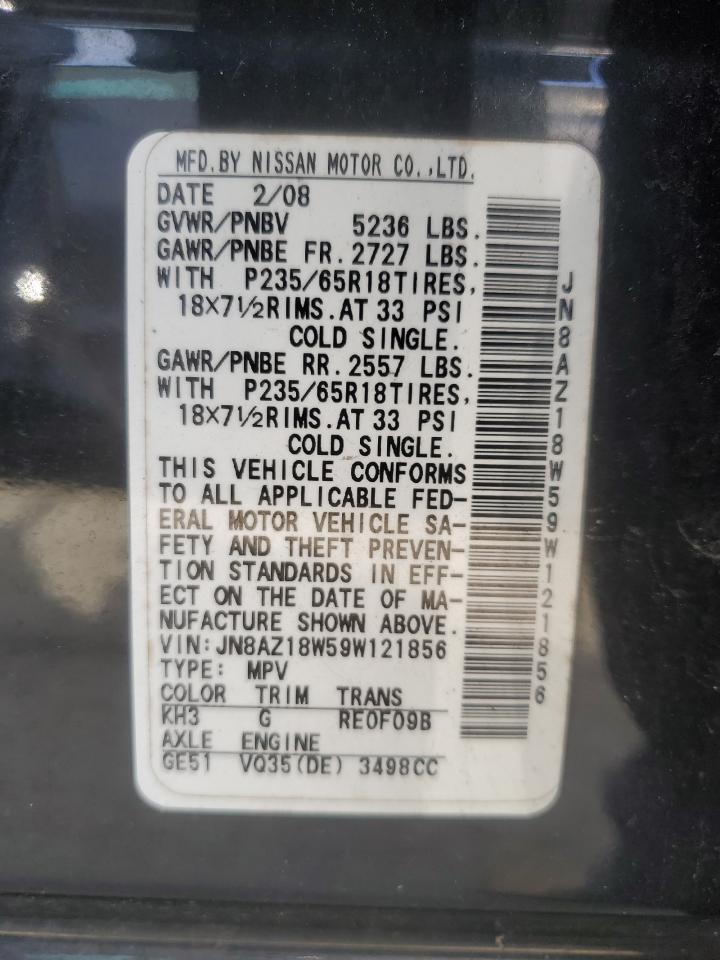 MFD.BY NISSAN MOTOR CO.,LTD.
DATE 2/08
GVWR/PNBV 5236 LBS.
GAWR/PNBE FR.2727 LBS.
WITH P235/65R18TIRES,
18X7½RIMS.AT 33 PSI
COLD SINGLE.
GAWR/PNBE RR.2557 LBS.
WITH P235/65R18TIRES,
18X7½RIMS.AT 33 PSI
COLD SINGLE.
THIS VEHICLE CONFORMS
TO ALL APPLICABLE FED-
ERAL MOTOR VEHICLE SA-
FETY AND THEFT PREVEN-
TION STANDARDS IN EFF-
ECT ON THE DATE OF MA-
NUFACTURE SHOWN ABOVE.
VIN:JN8AZ18W59W121856
TYPE: MPV
COLOR TRIM TRANS
KH3 G RE0F09B
AXLE ENGINE
GE51 VQ35(DE) 3498CC
JN8AZ18W59W121856